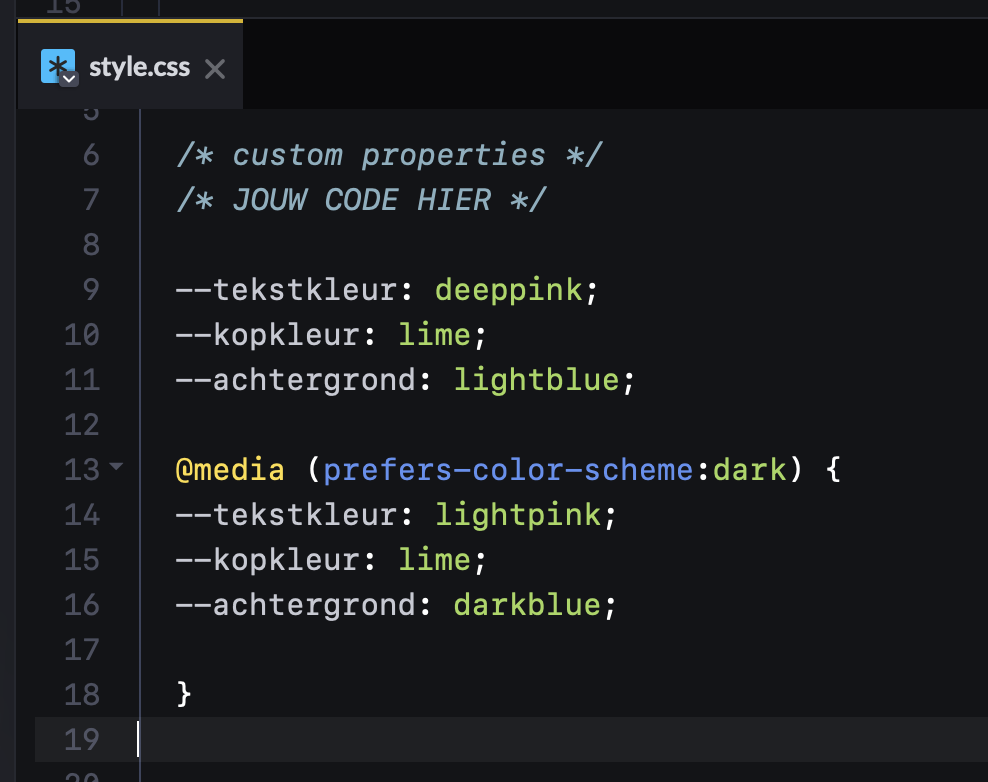 15
style.css
5
6 /* custom properties */
7 /* JOUW CODE HIER */
8
9 --tekstkleur: deeppink;
10 --kopkleur: lime;
11 --achtergrond: lightblue;
12
13 @media (prefers-color-scheme:dark) {
14 --tekstkleur: lightpink;
15 --kopkleur: lime;
16 --achtergrond: darkblue;
17
18 }
19
20